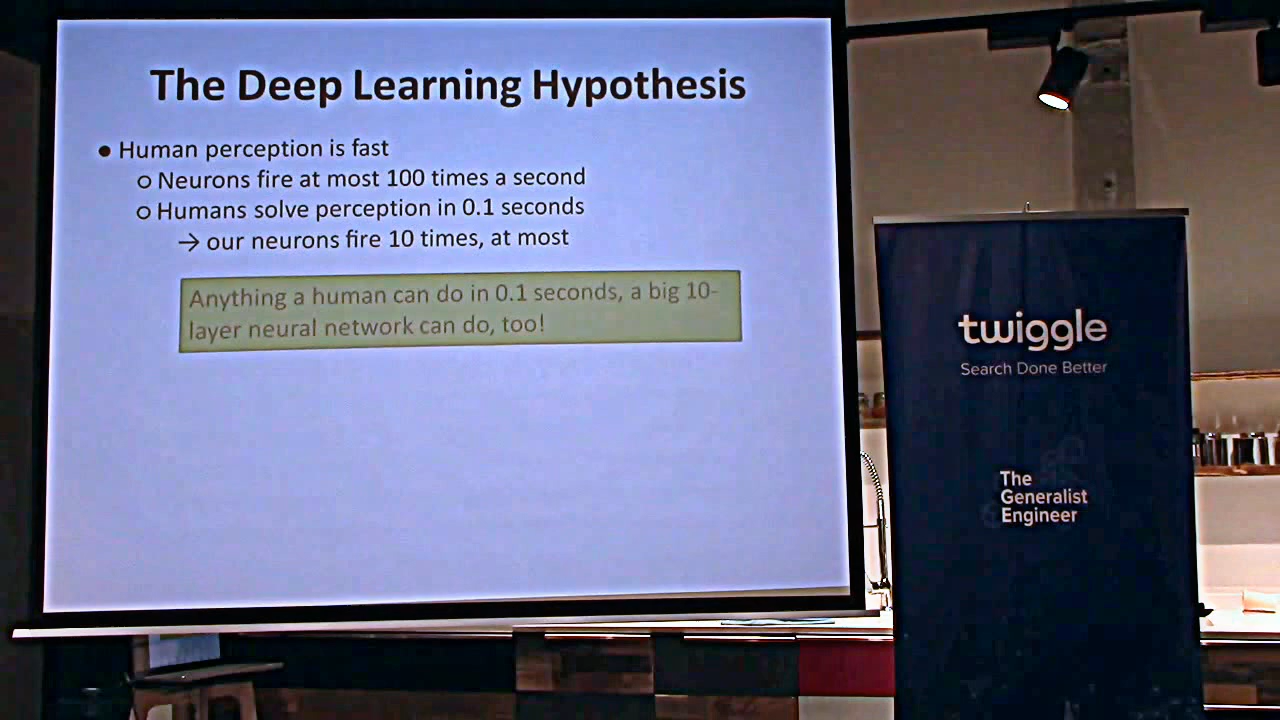 The Deep Learning Hypothesis
● Human perception is fast
○ Neurons fire at most 100 times a second
○ Humans solve perception in 0.1 seconds
→ our neurons fire 10 times, at most
Anything a human can do in 0.1 seconds, a big 10-
layer neural network can do, too!
twiggle
Search Done Better
The
Generalist
Engineer